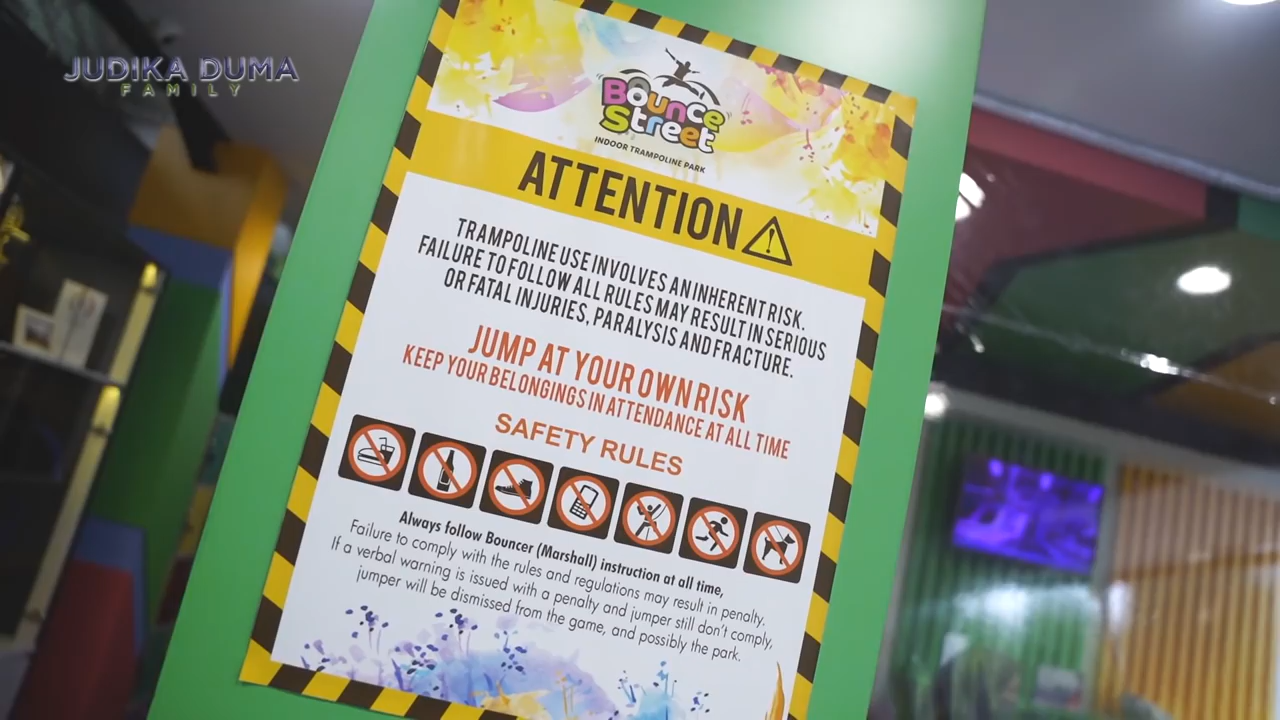 JUDIKA DUMA
FAMILY
Bounce
Street
INDOOR TRAMPOLINE PARK
ATTENTION
TRAMPOLINE USE INVOLVES AN INHERENT RISK.
FAILURE TO FOLLOW ALL RULES MAY RESULT IN SERIOUS
OR FATAL INJURIES, PARALYSIS AND FRACTURE.
JUMP AT YOUR OWN RISK
KEEP YOUR BELONGINGS IN ATTENDANCE AT ALL TIME
SAFETY RULES
Always follow Bouncer (Marshall) instruction at all time,
Failure to comply with the rules and regulations may result in penalty.
If a verbal warning is issued with a penalty and jumper still don't comply,
jumper will be dismissed from the game, and possibly the park.